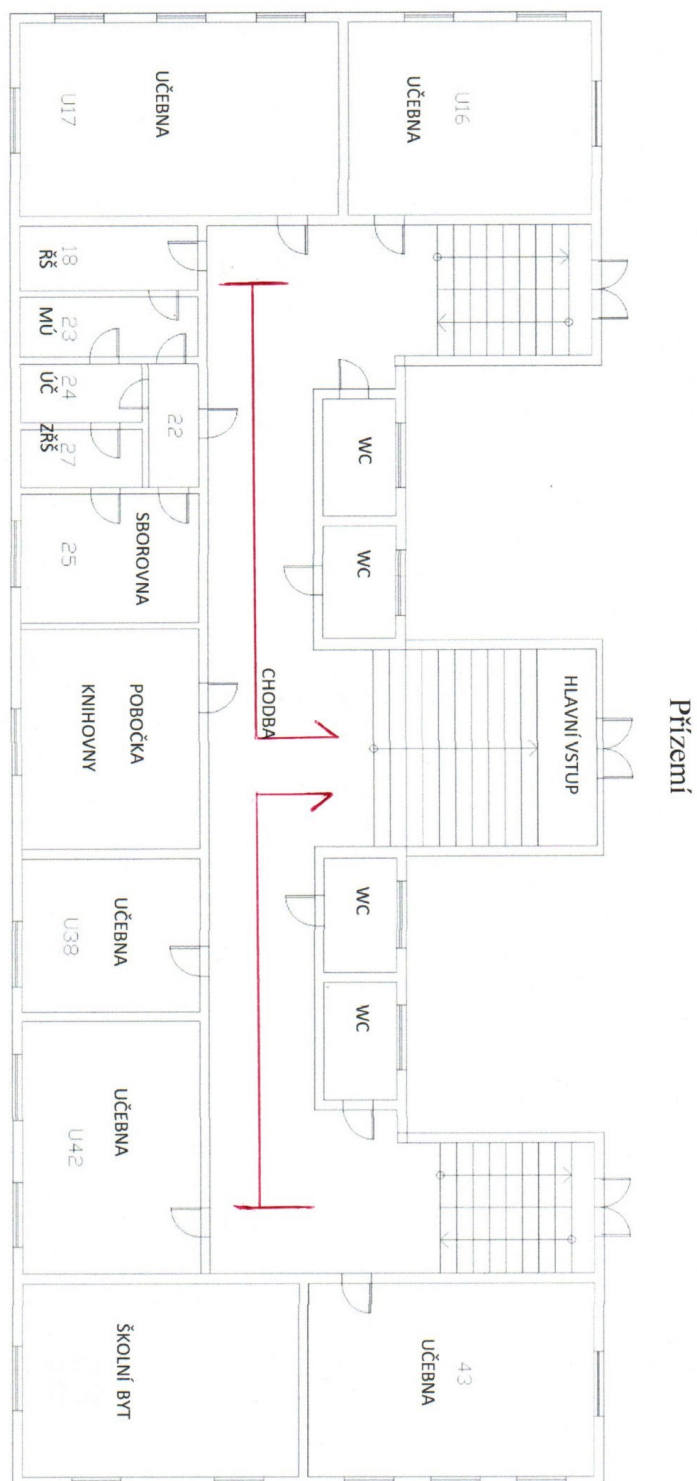 Přízemí
HLAVNÍ VSTUP
CHODBA
U17
UČEBNA
U16
UČEBNA
18
ŘŠ
23
MÚ
24
ÚČ
27
ZŘŠ
22
WC
WC
SBOROVNA
25
POBOČKA
KNIHOVNY
WC
WC
UČEBNA
U38
UČEBNA
U42
ŠKOLNÍ BYT
43
UČEBNA